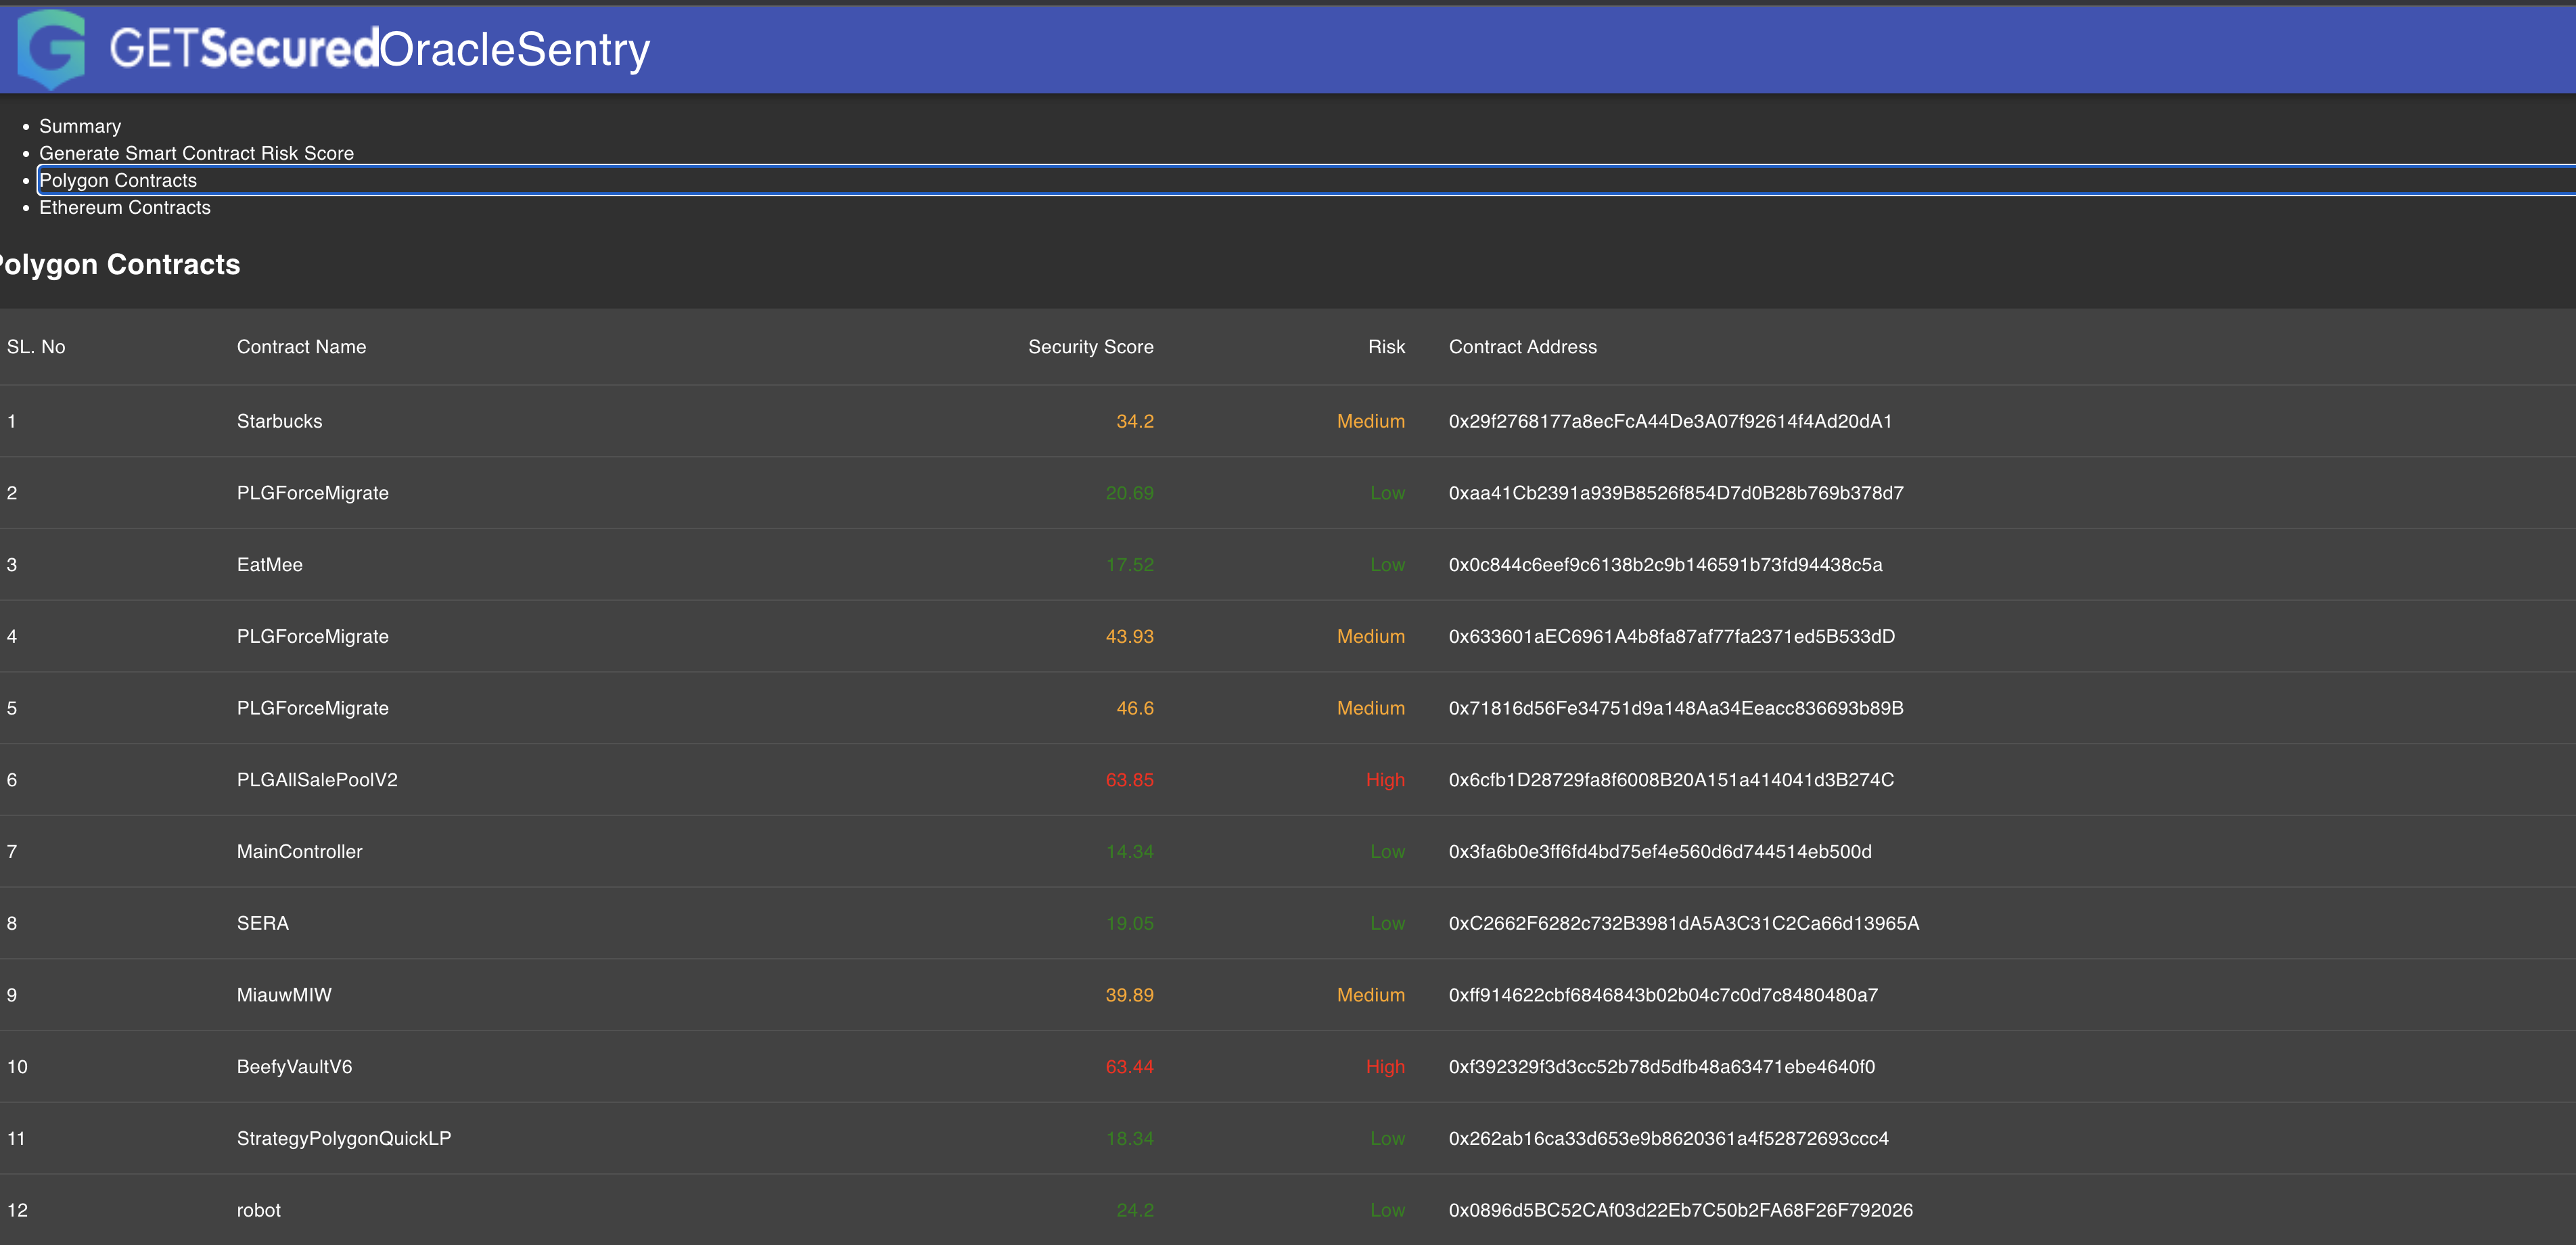 GETSecuredOracleSentry
Summary
Generate Smart Contract Risk Score
Polygon Contracts
Ethereum Contracts
Polygon Contracts
SL. No Contract Name Security Score Risk Contract Address
1 Starbucks 34.2 Medium 0x29f2768177a8ecFcA44De3A07f92614f4Ad20dA1
2 PLGForceMigrate 20.69 Low 0xaa41Cb2391a939B8526f854D7d0B28b769b378d7
3 EatMee 17.52 Low 0x0c844c6eef9c6138b2c9b146591b73fd94438c5a
4 PLGForceMigrate 43.93 Medium 0x633601aEC6961A4b8fa87af77fa2371ed5B533dD
5 PLGForceMigrate 46.6 Medium 0x71816d56Fe34751d9a148Aa34Eeacc836693b89B
6 PLGAllSalePoolV2 63.85 High 0x6cfb1D28729fa8f6008B20A151a414041d3B274C
7 MainController 14.34 Low 0x3fa6b0e3ff6fd4bd75ef4e560d6d744514eb500d
8 SERA 19.05 Low 0xC2662F6282c732B3981dA5A3C31C2Ca66d13965A
9 MiauwMIW 39.89 Medium 0xff914622cbf6846843b02b04c7c0d7c8480480a7
10 BeefyVaultV6 63.44 High 0xf392329f3d3cc52b78d5dfb48a63471ebe4640f0
11 StrategyPolygonQuickLP 18.34 Low 0x262ab16ca33d653e9b8620361a4f52872693ccc4
12 robot 24.2 Low 0x0896d5BC52CAf03d22Eb7C50b2FA68F26F792026